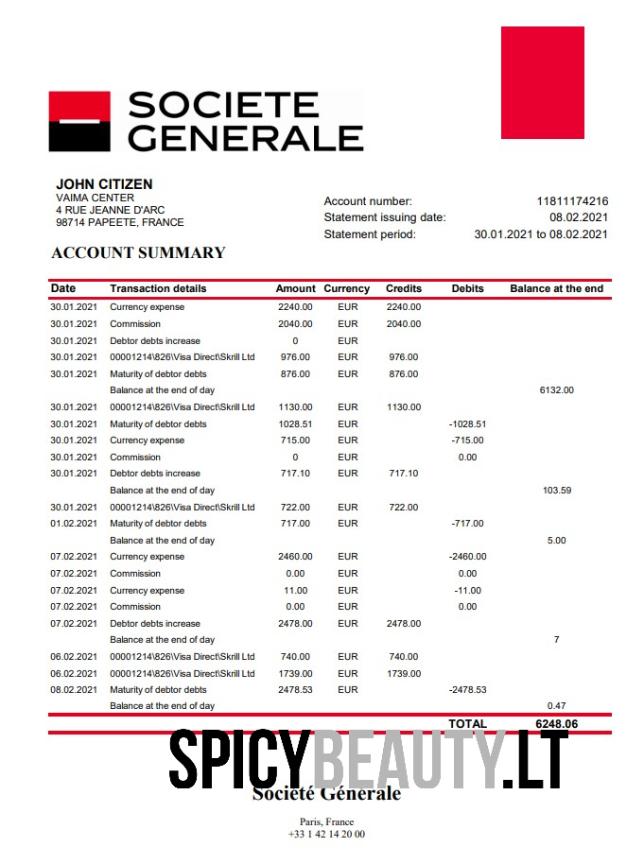 SOCIETE
GENERALE
JOHN CITIZEN
VAIMA CENTER
4 RUE JEANNE D'ARC
98714 PAPEETE, FRANCE
Account number: 11811174216
Statement issuing date: 08.02.2021
Statement period: 30.01.2021 to 08.02.2021
ACCOUNT SUMMARY
Date Transaction details Amount Currency Credits Debits Balance at the end
30.01.2021 Currency expense 2240.00 EUR 2240.00
30.01.2021 Commission 2040.00 EUR 2040.00
30.01.2021 Debtor debts increase 0 EUR
30.01.2021 00001214\826\Visa Direct\Skrill Ltd 976.00 EUR 976.00
30.01.2021 Maturity of debtor debts 876.00 EUR 876.00
Balance at the end of day 6132.00
30.01.2021 00001214\826\Visa Direct\Skrill Ltd 1130.00 EUR 1130.00
30.01.2021 Maturity of debtor debts 1028.51 EUR -1028.51
30.01.2021 Currency expense 715.00 EUR -715.00
30.01.2021 Commission 0 EUR 0.00
30.01.2021 Debtor debts increase 717.10 EUR 717.10
Balance at the end of day 103.59
30.01.2021 00001214\826\Visa Direct\Skrill Ltd 722.00 EUR 722.00
01.02.2021 Maturity of debtor debts 717.00 EUR -717.00
Balance at the end of day 5.00
07.02.2021 Currency expense 2460.00 EUR -2460.00
07.02.2021 Commission 0.00 EUR 0.00
07.02.2021 Currency expense 11.00 EUR -11.00
07.02.2021 Commission 0.00 EUR 0.00
07.02.2021 Debtor debts increase 2478.00 EUR 2478.00
Balance at the end of day 7
06.02.2021 00001214\826\Visa Direct\Skrill Ltd 740.00 EUR 740.00
06.02.2021 00001214\826\Visa Direct\Skrill Ltd 1739.00 EUR 1739.00
08.02.2021 Maturity of debtor debts 2478.53 EUR -2478.53
Balance at the end of day 0.47
TOTAL 6248.06
SPICYBEAUTY.LT
Société Génerale
Paris, France
+33 1 42 14 20 00